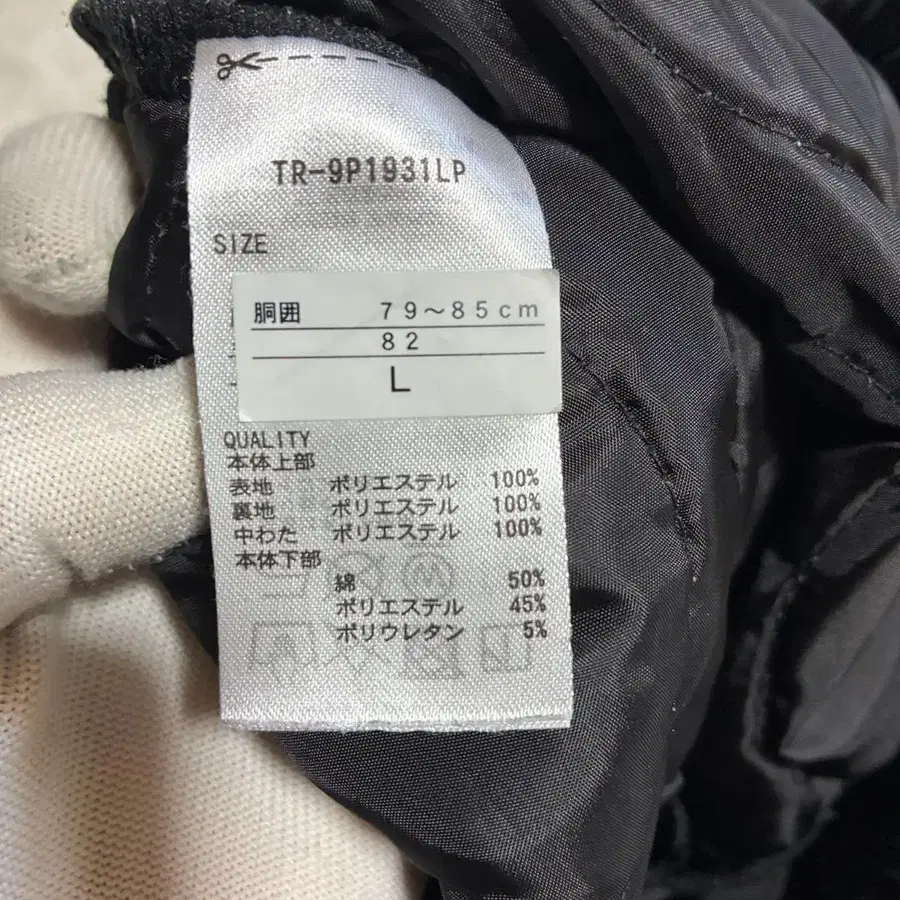 TR-9P1931LP
SIZE
胴囲 79～85cm
82
L
QUALITY
本体上部
表地 ポリエステル 100%
裏地 ポリエステル 100%
中わた ポリエステル 100%
本体下部
綿 50%
ポリエステル 45%
ポリウレタン 5%